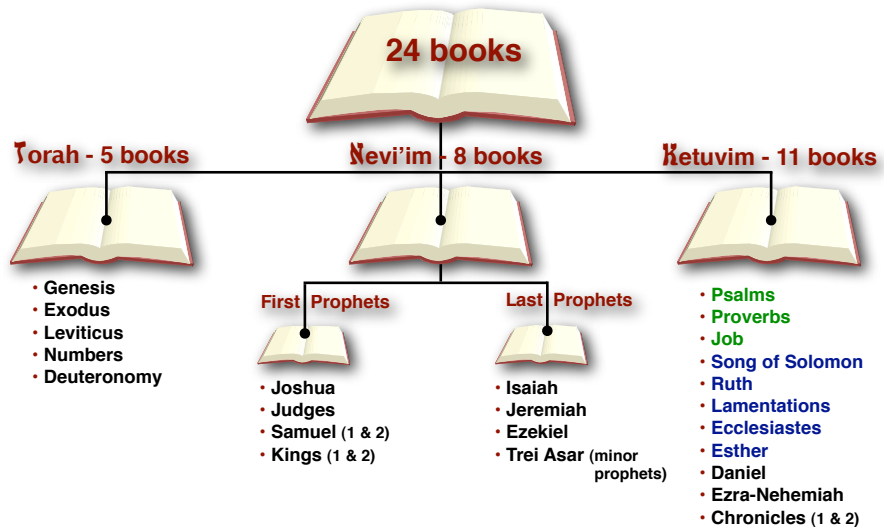 24 books
Torah - 5 books
Nevi'im - 8 books
Ketuvim - 11 books
• Genesis
• Exodus
• Leviticus
• Numbers
• Deuteronomy
First Prophets
• Joshua
• Judges
• Samuel (1 & 2)
• Kings (1 & 2)
Last Prophets
• Isaiah
• Jeremiah
• Ezekiel
• Trei Asar (minor
prophets)
• Psalms
• Proverbs
• Job
• Song of Solomon
• Ruth
• Lamentations
• Ecclesiastes
• Esther
• Daniel
• Ezra-Nehemiah
• Chronicles (1 & 2)